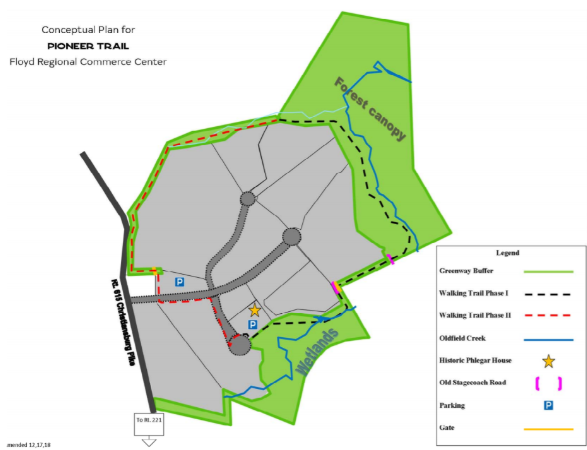 Conceptual Plan for
PIONEER TRAIL
Floyd Regional Commerce Center
Forest canopy
Rt. 615 Christiansburg Pike
P
P
Wetlands
To Rt. 221
Legend
Greenway Buffer
Walking Trail Phase I
Walking Trail Phase II
Oldfield Creek
Historic Phlegar House
Old Stagecoach Road
Parking
P
Gate
amended 12,17,18